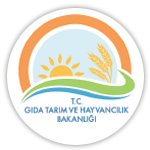 T.C.
GIDA TARIM VE HAYVANCILIK
BAKANLIĞI